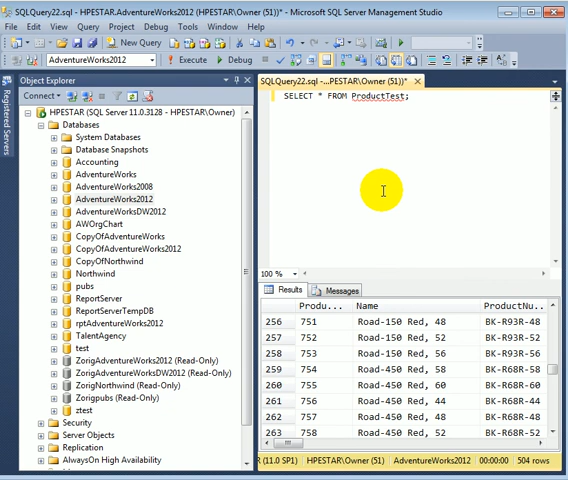 SQLQuery22.sql - HPESTAR.AdventureWorks2012 (HPESTAR\Owner (51))* - Microsoft SQL Server Management Studio
File Edit View Query Project Debug Tools Window Help
New Query
AdventureWorks2012 Execute Debug
Registered Servers
Object Explorer
Connect
HPESTAR (SQL Server 11.0.3128 - HPESTAR\Owner)
Databases
System Databases
Database Snapshots
Accounting
AdventureWorks
AdventureWorks2008
AdventureWorks2012
AdventureWorksDW2012
AWOrgChart
CopyOfAdventureWorks
CopyOfAdventureWorks2012
CopyOfNorthwind
Northwind
pubs
ReportServer
ReportServerTempDB
rptAdventureWorks2012
TalentAgency
test
ZorigAdventureWorks2012 (Read-Only)
ZorigAdventureWorksDW2012 (Read-Only)
ZorigNorthwind (Read-Only)
Zorigpubs (Read-Only)
ztest
Security
Server Objects
Replication
AlwaysOn High Availability
SQLQuery22.sql -...PESTAR\Owner (51))*
SELECT * FROM ProductTest;
100 %
Results Messages
Produ... Name ProductNu...
256 751 Road-150 Red, 48 BK-R93R-48
257 752 Road-150 Red, 52 BK-R93R-52
258 753 Road-150 Red, 56 BK-R93R-56
259 754 Road-450 Red, 58 BK-R68R-58
260 755 Road-450 Red, 60 BK-R68R-60
261 756 Road-450 Red, 44 BK-R68R-44
262 757 Road-450 Red, 48 BK-R68R-48
263 758 Road-450 Red, 52 BK-R68R-52
R (11.0 SP1) HPESTAR\Owner (51) AdventureWorks2012 00:00:00 504 rows